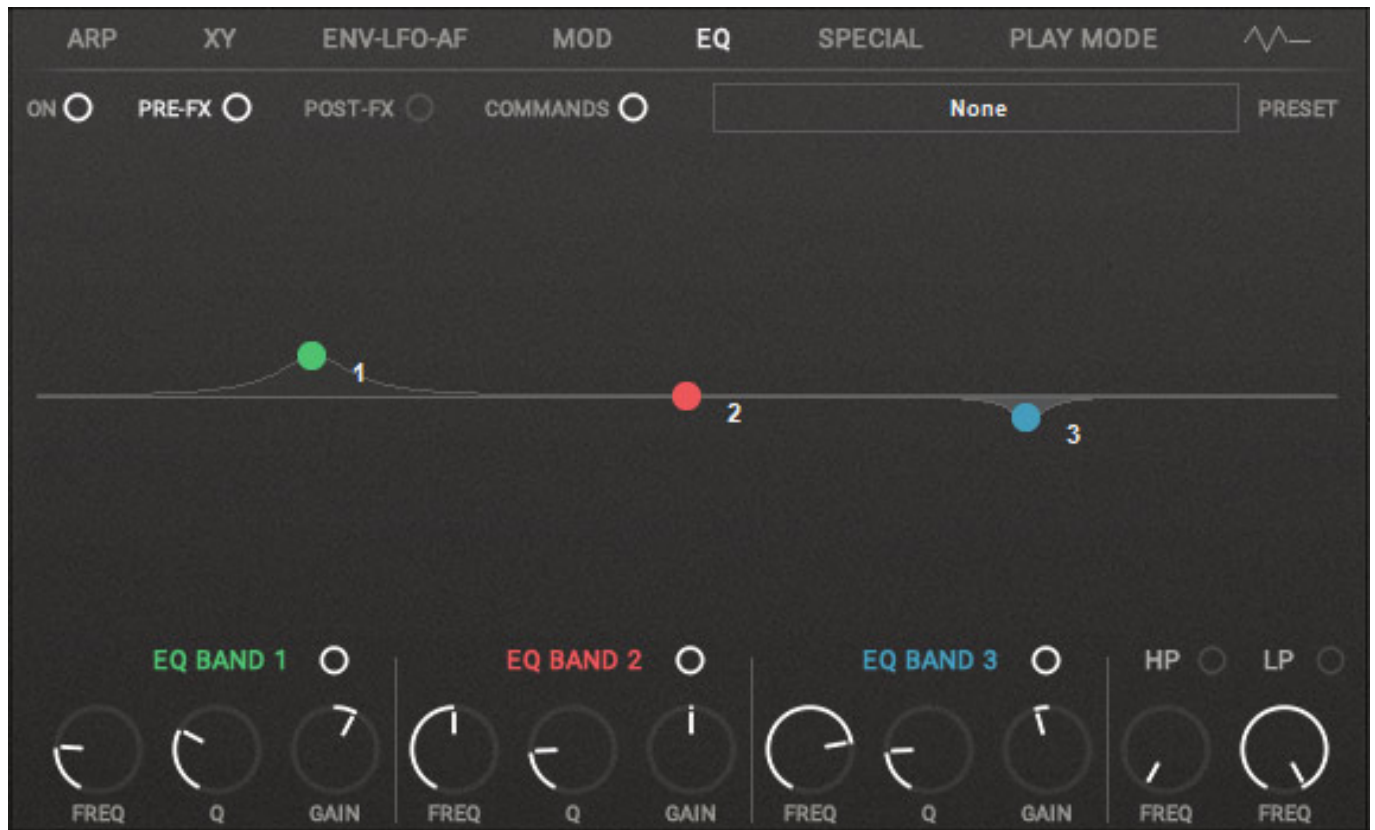 ARP XY ENV-LFO-AF MOD EQ SPECIAL PLAY MODE
ON PRE-FX POST-FX COMMANDS None PRESET
1
2
3
EQ BAND 1 EQ BAND 2 EQ BAND 3 HP LP
FREQ Q GAIN FREQ Q GAIN FREQ Q GAIN FREQ FREQ